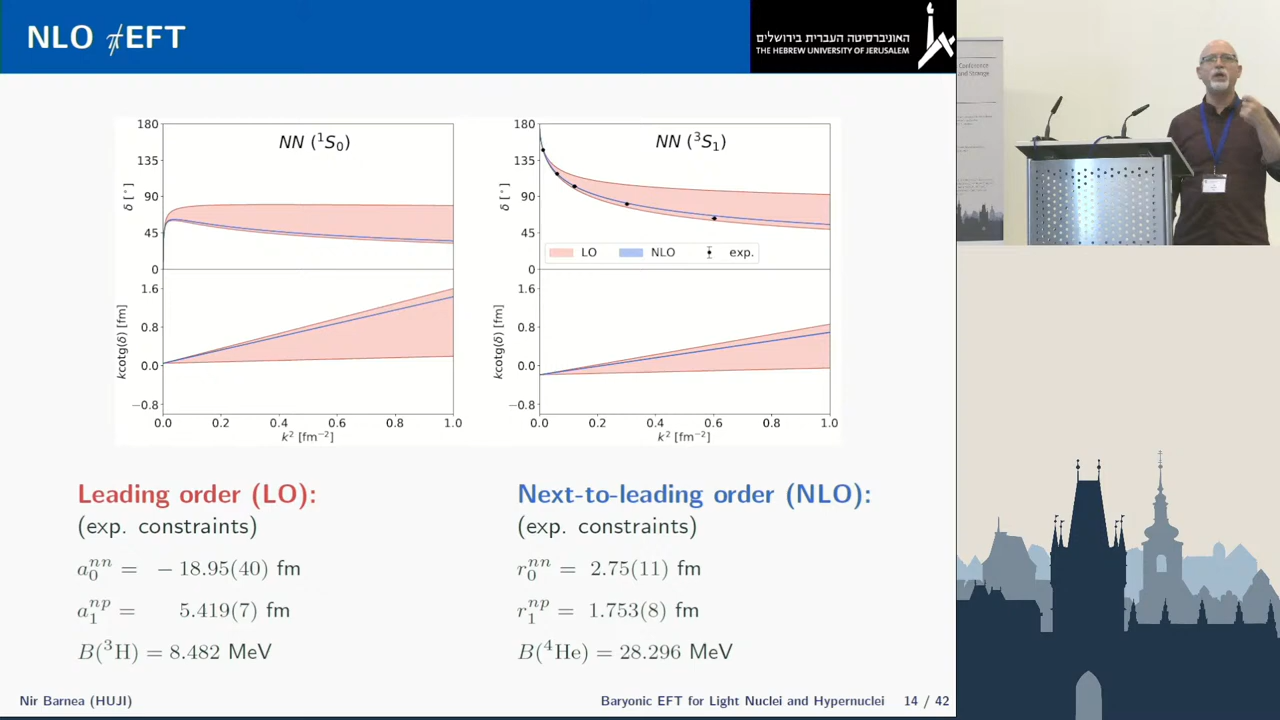 NLO π̸EFT
האוניברסיטה העברית בירושלים
THE HEBREW UNIVERSITY OF JERUSALEM
Conference
and Storage
NN (¹S₀)
180
135
90
45
0
δ [°]
1.6
0.8
0.0
−0.8
kcotg(δ) [fm]
0.0 0.2 0.4 0.6 0.8 1.0
k² [fm⁻²]
NN (³S₁)
180
135
90
45
0
δ [°]
LO NLO exp.
1.6
0.8
0.0
−0.8
kcotg(δ) [fm]
0.0 0.2 0.4 0.6 0.8 1.0
k² [fm⁻²]
Leading order (LO):
(exp. constraints)
a₀ⁿⁿ = − 18.95(40) fm
a₁ⁿᵖ = 5.419(7) fm
B(³H) = 8.482 MeV
Next-to-leading order (NLO):
(exp. constraints)
r₀ⁿⁿ = 2.75(11) fm
r₁ⁿᵖ = 1.753(8) fm
B(⁴He) = 28.296 MeV
Nir Barnea (HUJI)
Baryonic EFT for Light Nuclei and Hypernuclei 14 / 42